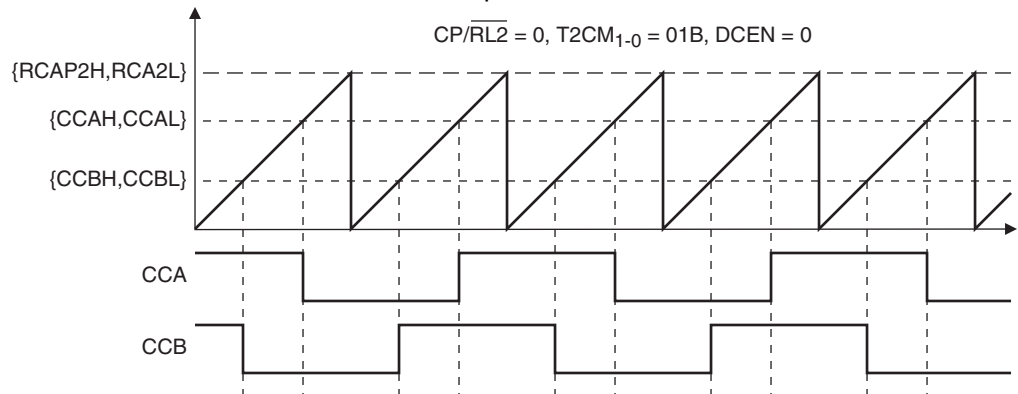 CP/RL2 = 0, T2CM1-0 = 01B, DCEN = 0
{RCAP2H,RCA2L}
{CCAH,CCAL}
{CCBH,CCBL}
CCA
CCB